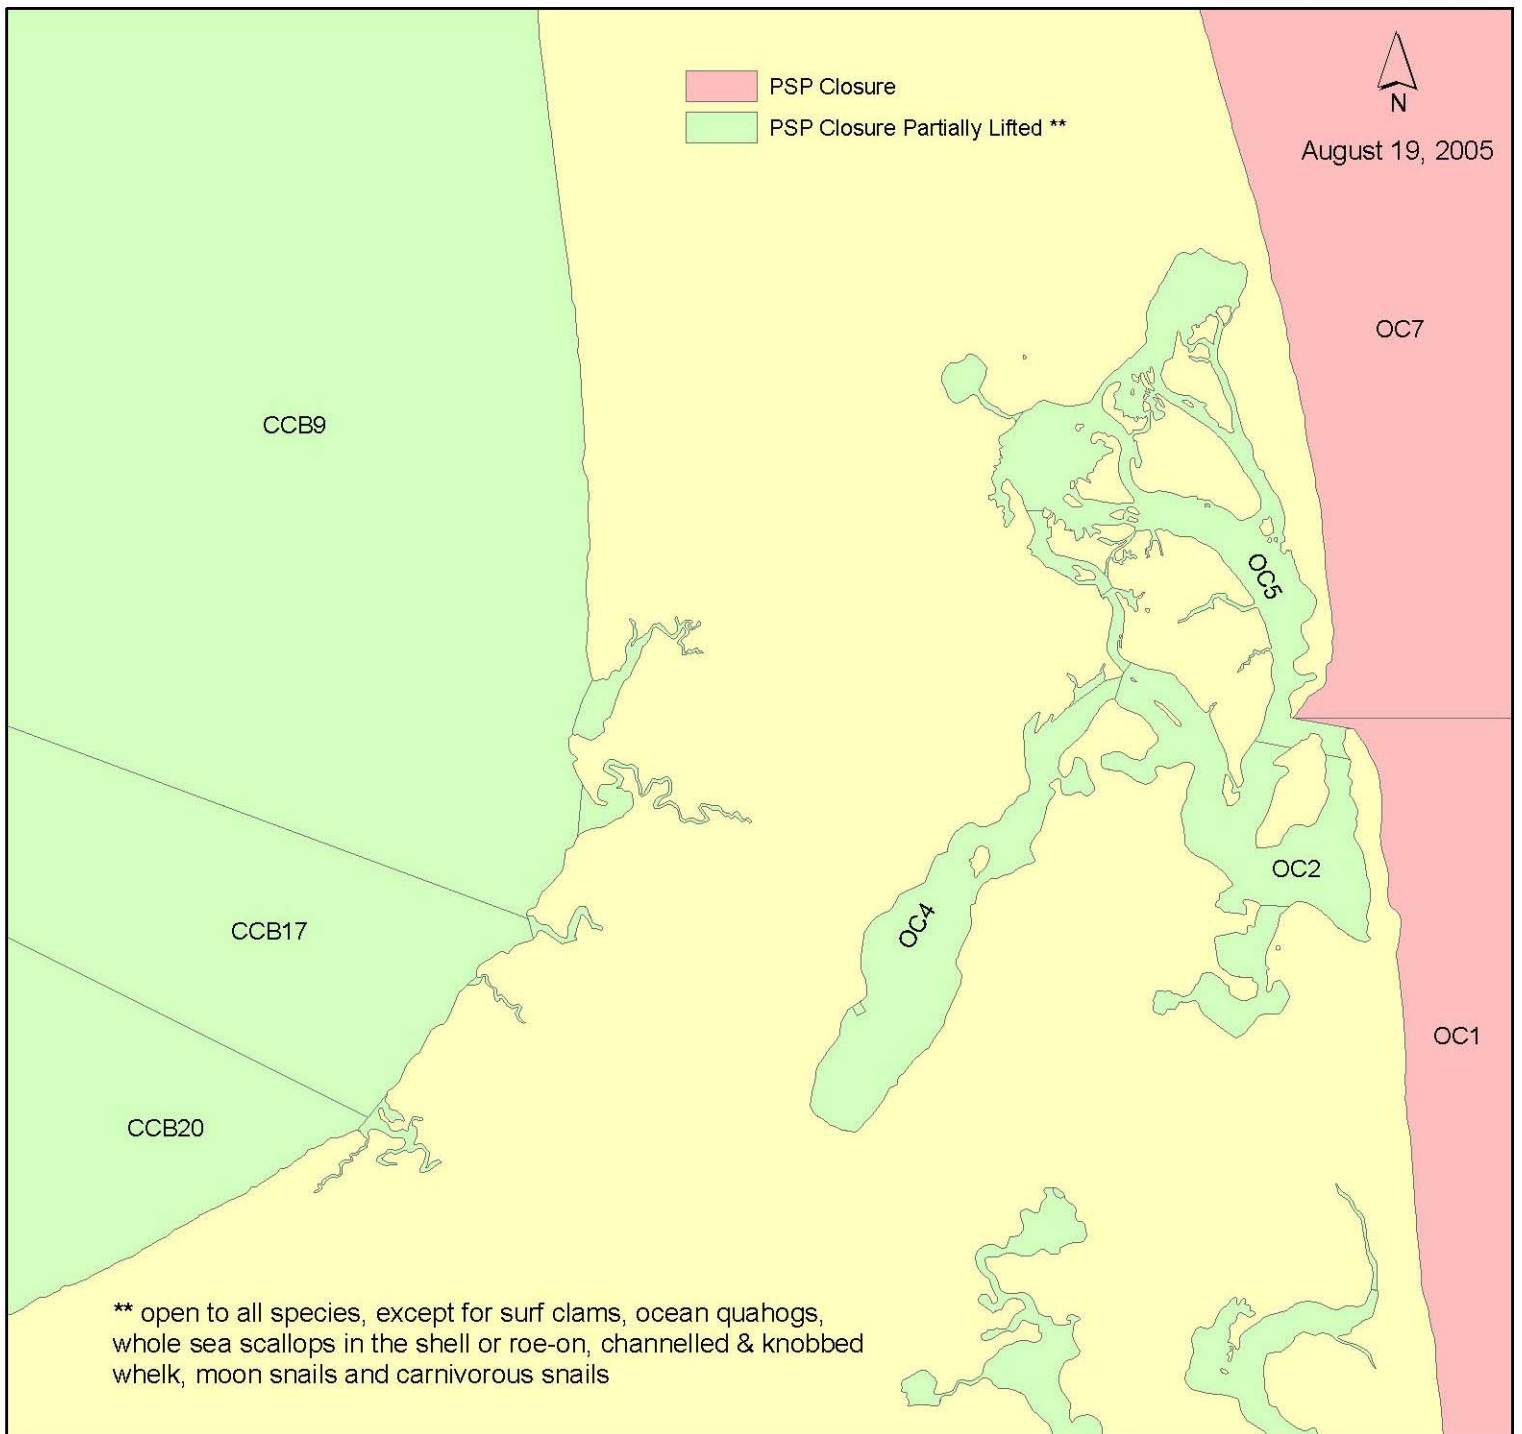 PSP Closure
PSP Closure Partially Lifted **
N
August 19, 2005
OC7
CCB9
OC5
OC2
OC4
CCB17
OC1
CCB20
** open to all species, except for surf clams, ocean quahogs,
whole sea scallops in the shell or roe-on, channelled & knobbed
whelk, moon snails and carnivorous snails